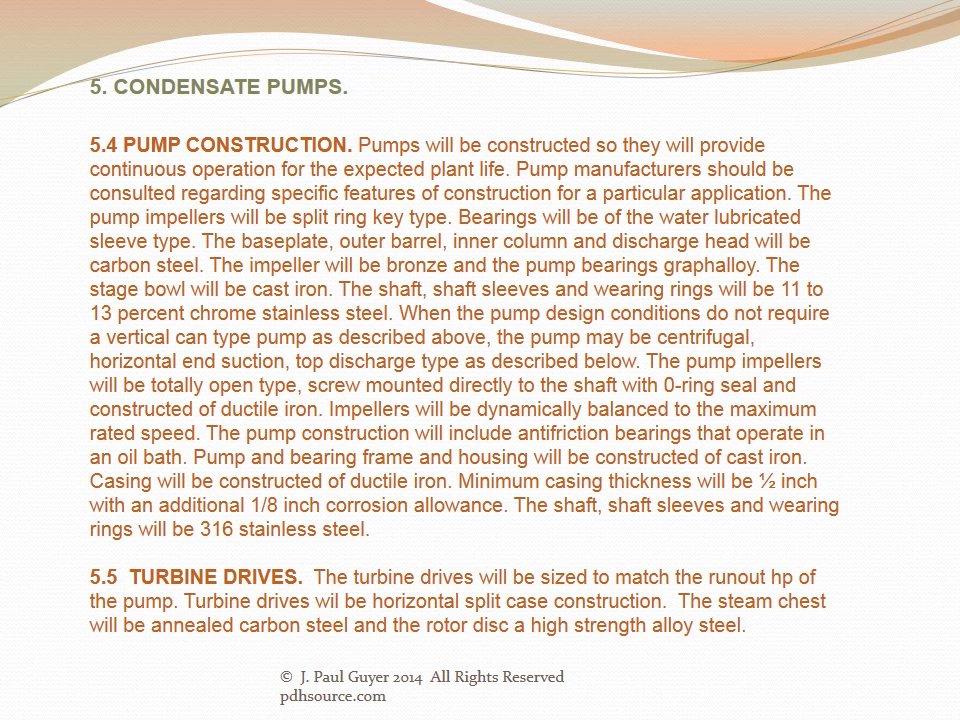 5. CONDENSATE PUMPS.
5.4 PUMP CONSTRUCTION. Pumps will be constructed so they will provide
continuous operation for the expected plant life. Pump manufacturers should be
consulted regarding specific features of construction for a particular application. The
pump impellers will be split ring key type. Bearings will be of the water lubricated
sleeve type. The baseplate, outer barrel, inner column and discharge head will be
carbon steel. The impeller will be bronze and the pump bearings graphalloy. The
stage bowl will be cast iron. The shaft, shaft sleeves and wearing rings will be 11 to
13 percent chrome stainless steel. When the pump design conditions do not require
a vertical can type pump as described above, the pump may be centrifugal,
horizontal end suction, top discharge type as described below. The pump impellers
will be totally open type, screw mounted directly to the shaft with 0-ring seal and
constructed of ductile iron. Impellers will be dynamically balanced to the maximum
rated speed. The pump construction will include antifriction bearings that operate in
an oil bath. Pump and bearing frame and housing will be constructed of cast iron.
Casing will be constructed of ductile iron. Minimum casing thickness will be ½ inch
with an additional 1/8 inch corrosion allowance. The shaft, shaft sleeves and wearing
rings will be 316 stainless steel.
5.5 TURBINE DRIVES. The turbine drives will be sized to match the runout hp of
the pump. Turbine drives wil be horizontal split case construction. The steam chest
will be annealed carbon steel and the rotor disc a high strength alloy steel.
© J. Paul Guyer 2014 All Rights Reserved
pdhsource.com